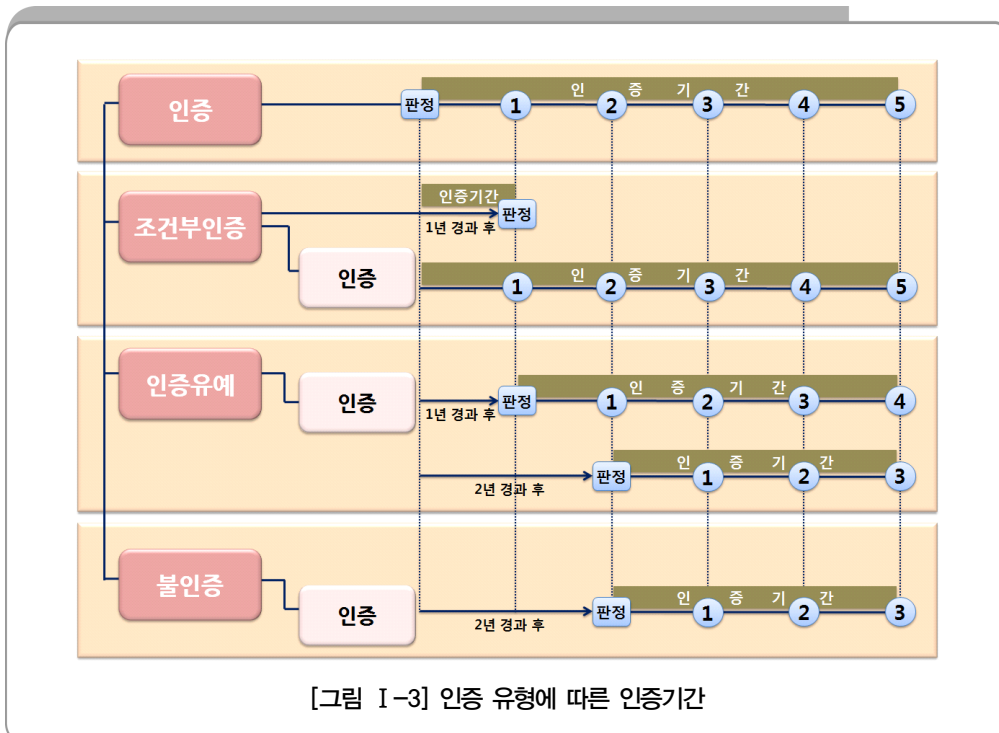 인증
판정
인 증 기 간
1 2 3 4 5
조건부인증
인증기간
1년 경과 후
판정
인증
인 증 기 간
1 2 3 4 5
인증유예
인증
1년 경과 후
판정
인 증 기 간
1 2 3 4
2년 경과 후
판정
인 증 기 간
1 2 3
불인증
인증
2년 경과 후
판정
인 증 기 간
1 2 3
[그림 Ⅰ-3] 인증 유형에 따른 인증기간